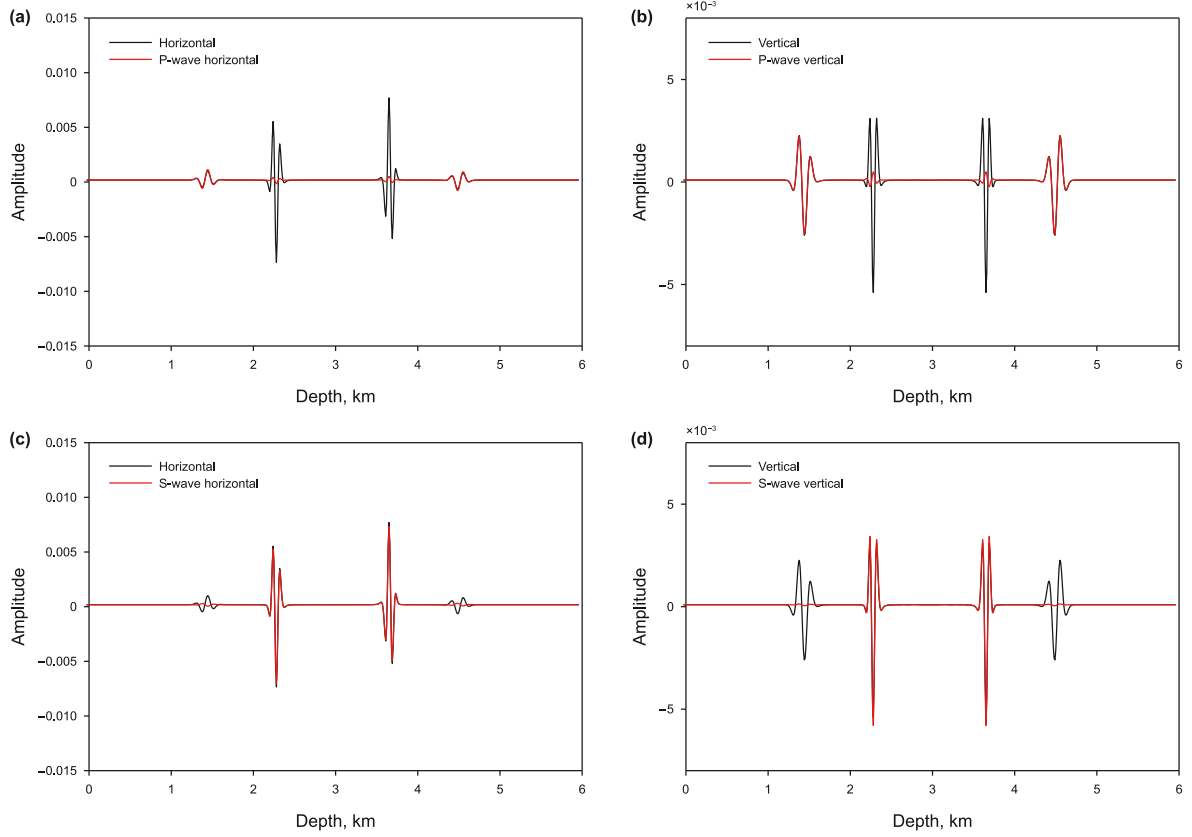 (a)
0.015
0.010
0.005
0
−0.005
−0.010
−0.015
Amplitude
Horizontal
P-wave horizontal
0 1 2 3 4 5 6
Depth, km
(b)
×10⁻³
5
0
−5
Amplitude
Vertical
P-wave vertical
0 1 2 3 4 5 6
Depth, km
(c)
0.015
0.010
0.005
0
−0.005
−0.010
−0.015
Amplitude
Horizontal
S-wave horizontal
0 1 2 3 4 5 6
Depth, km
(d)
×10⁻³
5
0
−5
Amplitude
Vertical
S-wave vertical
0 1 2 3 4 5 6
Depth, km